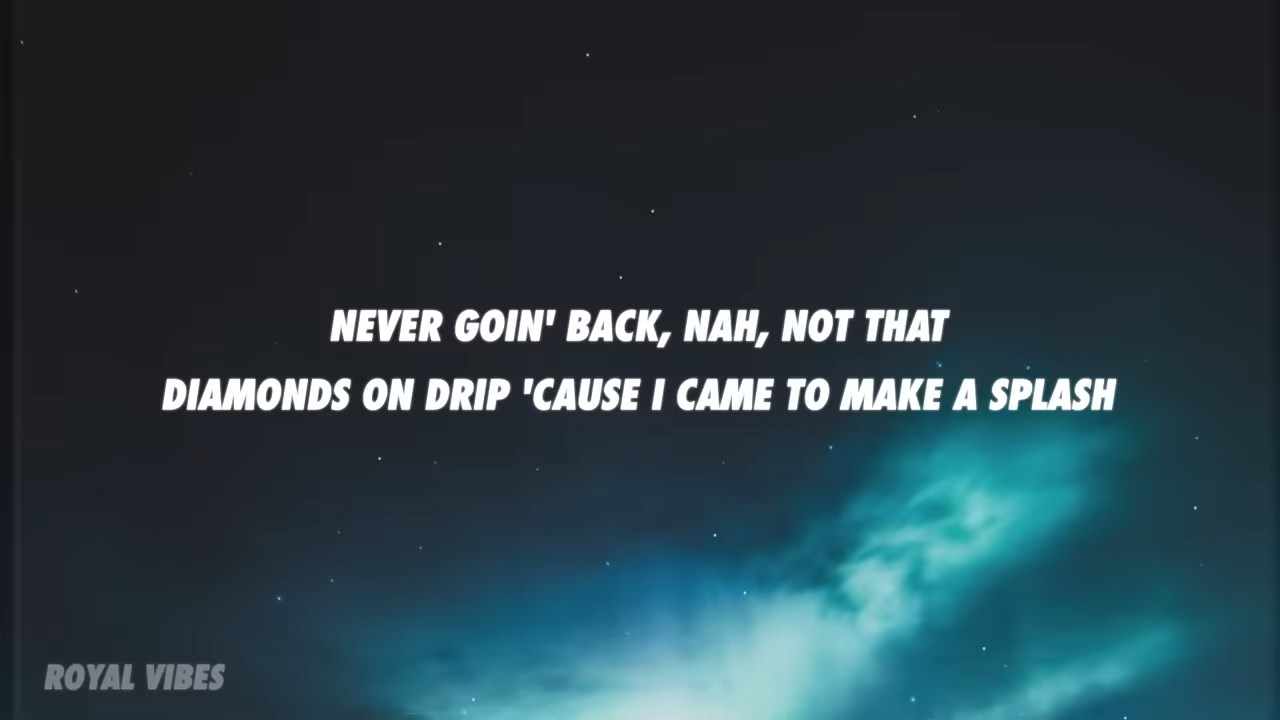 NEVER GOIN' BACK, NAH, NOT THAT
DIAMONDS ON DRIP 'CAUSE I CAME TO MAKE A SPLASH
ROYAL VIBES